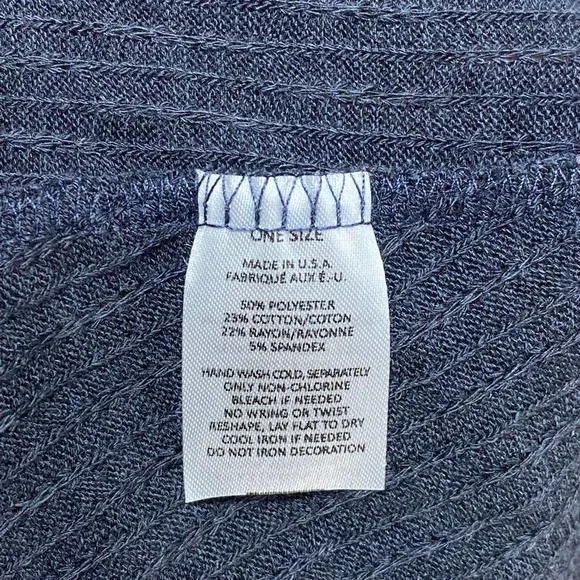 ONE SIZE
MADE IN U.S.A.
FABRIQUÉ AUX É.-U.
50% POLYESTER
23% COTTON/COTON
22% RAYON/RAYONNE
5% SPANDEX
HAND WASH COLD, SEPARATELY
ONLY NON-CHLORINE
BLEACH IF NEEDED
NO WRING OR TWIST
RESHAPE, LAY FLAT TO DRY
COOL IRON IF NEEDED
DO NOT IRON DECORATION